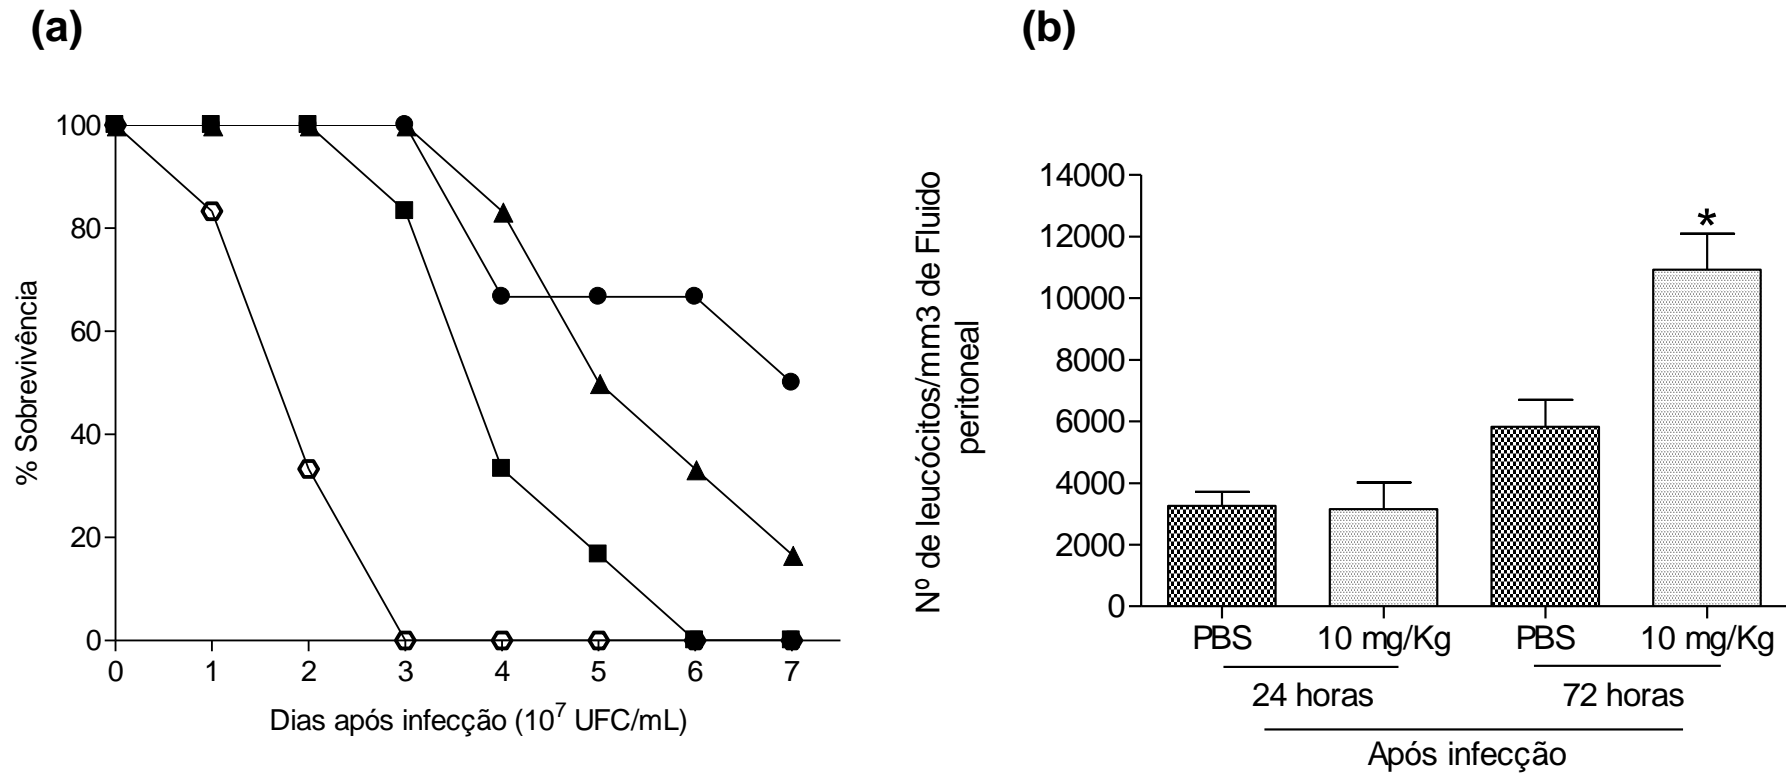 (a)
% Sobrevivência
100
80
60
40
20
0
0 1 2 3 4 5 6 7
Dias após infecção (10⁷ UFC/mL)
(b)
Nº de leucócitos/mm3 de Fluido
peritoneal
14000
12000
10000
8000
6000
4000
2000
0
*
PBS 10 mg/Kg PBS 10 mg/Kg
24 horas 72 horas
Após infecção